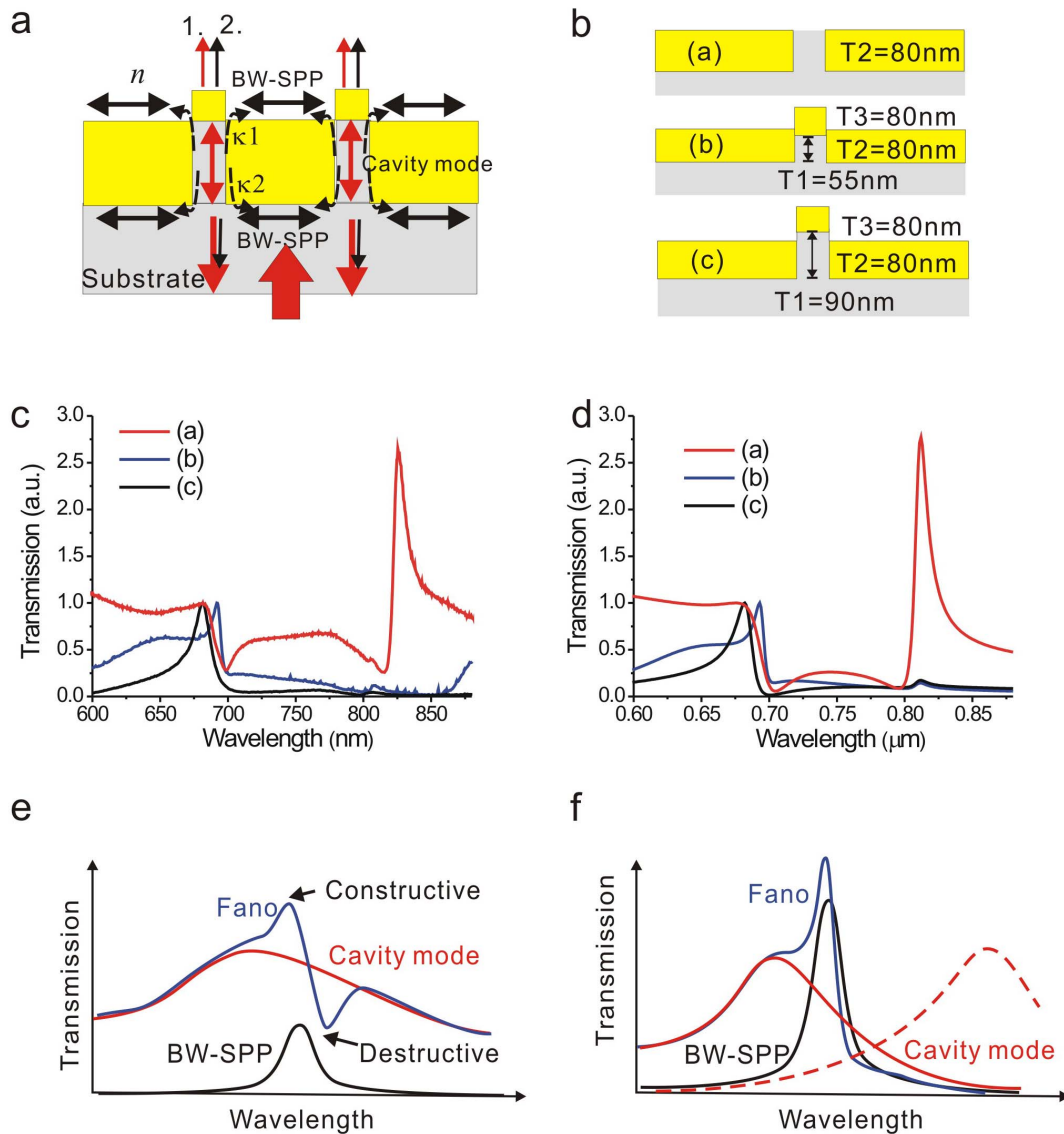 a
1. 2.
n
BW-SPP
κ1
Cavity mode
κ2
BW-SPP
Substrate
b
(a)
T2=80nm
T3=80nm
(b)
T2=80nm
T1=55nm
T3=80nm
(c)
T2=80nm
T1=90nm
c
Transmission (a.u.)
3.0
2.5
2.0
1.5
1.0
0.5
0.0
(a)
(b)
(c)
600 650 700 750 800 850
Wavelength (nm)
d
Transmission (a.u.)
3.0
2.5
2.0
1.5
1.0
0.5
0.0
(a)
(b)
(c)
0.60 0.65 0.70 0.75 0.80 0.85
Wavelength (μm)
e
Transmission
Constructive
Fano
Cavity mode
BW-SPP
Destructive
Wavelength
f
Transmission
Fano
BW-SPP
Cavity mode
Wavelength